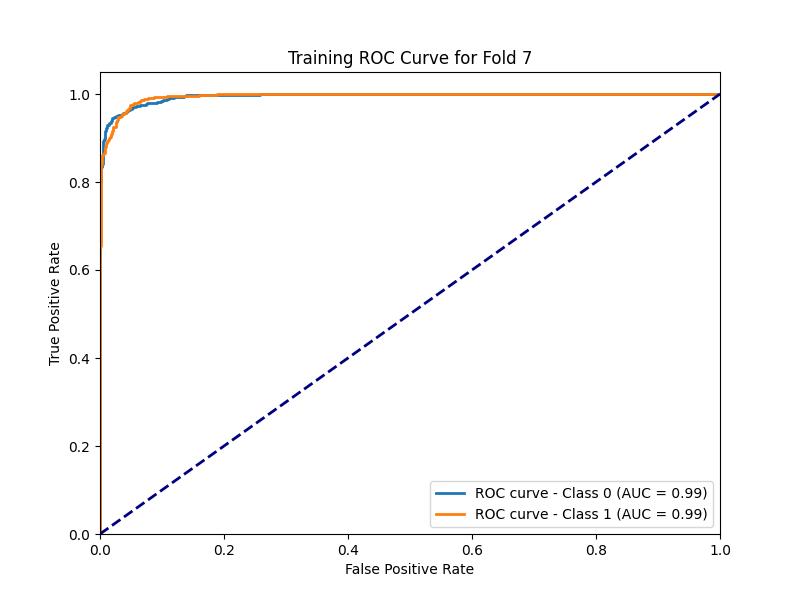 Training ROC Curve for Fold 7
True Positive Rate
1.0
0.8
0.6
0.4
0.2
0.0
ROC curve - Class 0 (AUC = 0.99)
ROC curve - Class 1 (AUC = 0.99)
0.0 0.2 0.4 0.6 0.8 1.0
False Positive Rate